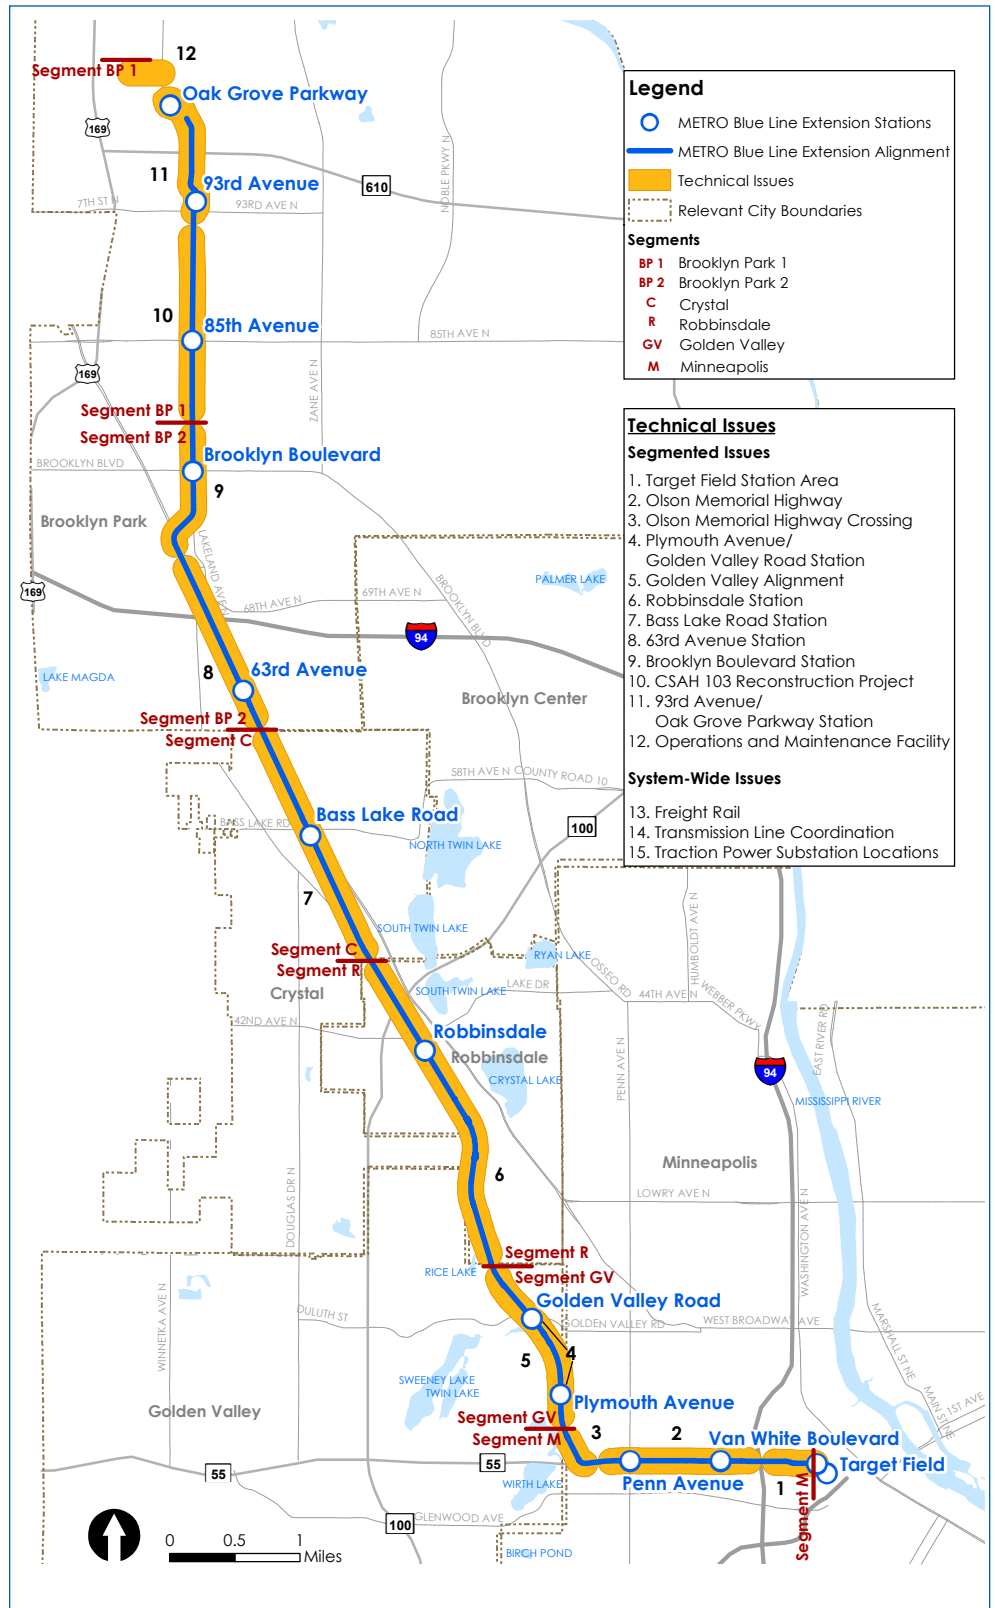 12
Segment BP 1
Oak Grove Parkway
169
11
93rd Avenue
610
7TH ST N
93RD AVE N
NOBLE PKWY N
10
85th Avenue
85TH AVE N
169
ZANE AVE N
Segment BP 1
Segment BP 2
Brooklyn Boulevard
BROOKLYN BLVD
9
Brooklyn Park
LAKELAND AVE N
BROOKLYN BLVD
PALMER LAKE
169
68TH AVE N
69TH AVE N
94
8
63rd Avenue
LAKE MAGDA
Brooklyn Center
Segment BP 2
Segment C
58TH AVE N
COUNTY ROAD 10
Bass Lake Road
BASS LAKE RD
100
NORTH TWIN LAKE
7
SOUTH TWIN LAKE
Segment C
Segment R
RYAN LAKE
OSSEO RD
HUMBOLDT AVE N
Crystal
SOUTH TWIN LAKE
LAKE DR
44TH AVE N
WEBBER PKWY
42ND AVE N
Robbinsdale
Robbinsdale
CRYSTAL LAKE
PENN AVE N
94
EAST RIVER RD
MISSISSIPPI RIVER
6
Minneapolis
LOWRY AVE N
DOUGLAS DR N
WASHINGTON AVE N
Segment R
RICE LAKE
Segment GV
WINNETKA AVE N
Golden Valley Road
DULUTH ST
GOLDEN VALLEY RD
WEST BROADWAY AVE
MARSHALL ST NE
5
4
SWEENEY LAKE
TWIN LAKE
Golden Valley
Plymouth Avenue
MAIN ST NE
1ST AVE
Segment GV
Segment M
3
2
Van White Boulevard
Target Field
55
55
Penn Avenue
1
Segment M
WIRTH LAKE
100
GLENWOOD AVE
BIRCH POND
0 0.5 1
Miles
Legend
METRO Blue Line Extension Stations
METRO Blue Line Extension Alignment
Technical Issues
Relevant City Boundaries
Segments
BP 1 Brooklyn Park 1
BP 2 Brooklyn Park 2
C Crystal
R Robbinsdale
GV Golden Valley
M Minneapolis
Technical Issues
Segmented Issues
1. Target Field Station Area
2. Olson Memorial Highway
3. Olson Memorial Highway Crossing
4. Plymouth Avenue/
Golden Valley Road Station
5. Golden Valley Alignment
6. Robbinsdale Station
7. Bass Lake Road Station
8. 63rd Avenue Station
9. Brooklyn Boulevard Station
10. CSAH 103 Reconstruction Project
11. 93rd Avenue/
Oak Grove Parkway Station
12. Operations and Maintenance Facility
System-Wide Issues
13. Freight Rail
14. Transmission Line Coordination
15. Traction Power Substation Locations